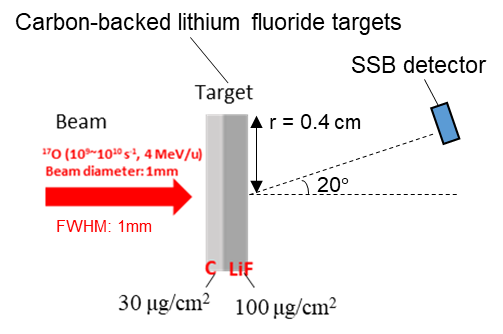 Carbon-backed lithium fluoride targets
SSB detector
Target
Beam
r = 0.4 cm
¹⁷O (10⁹~10¹⁰ s⁻¹, 4 MeV/u)
Beam diameter: 1mm
20°
FWHM: 1mm
C LiF
30 µg/cm² 100 µg/cm²